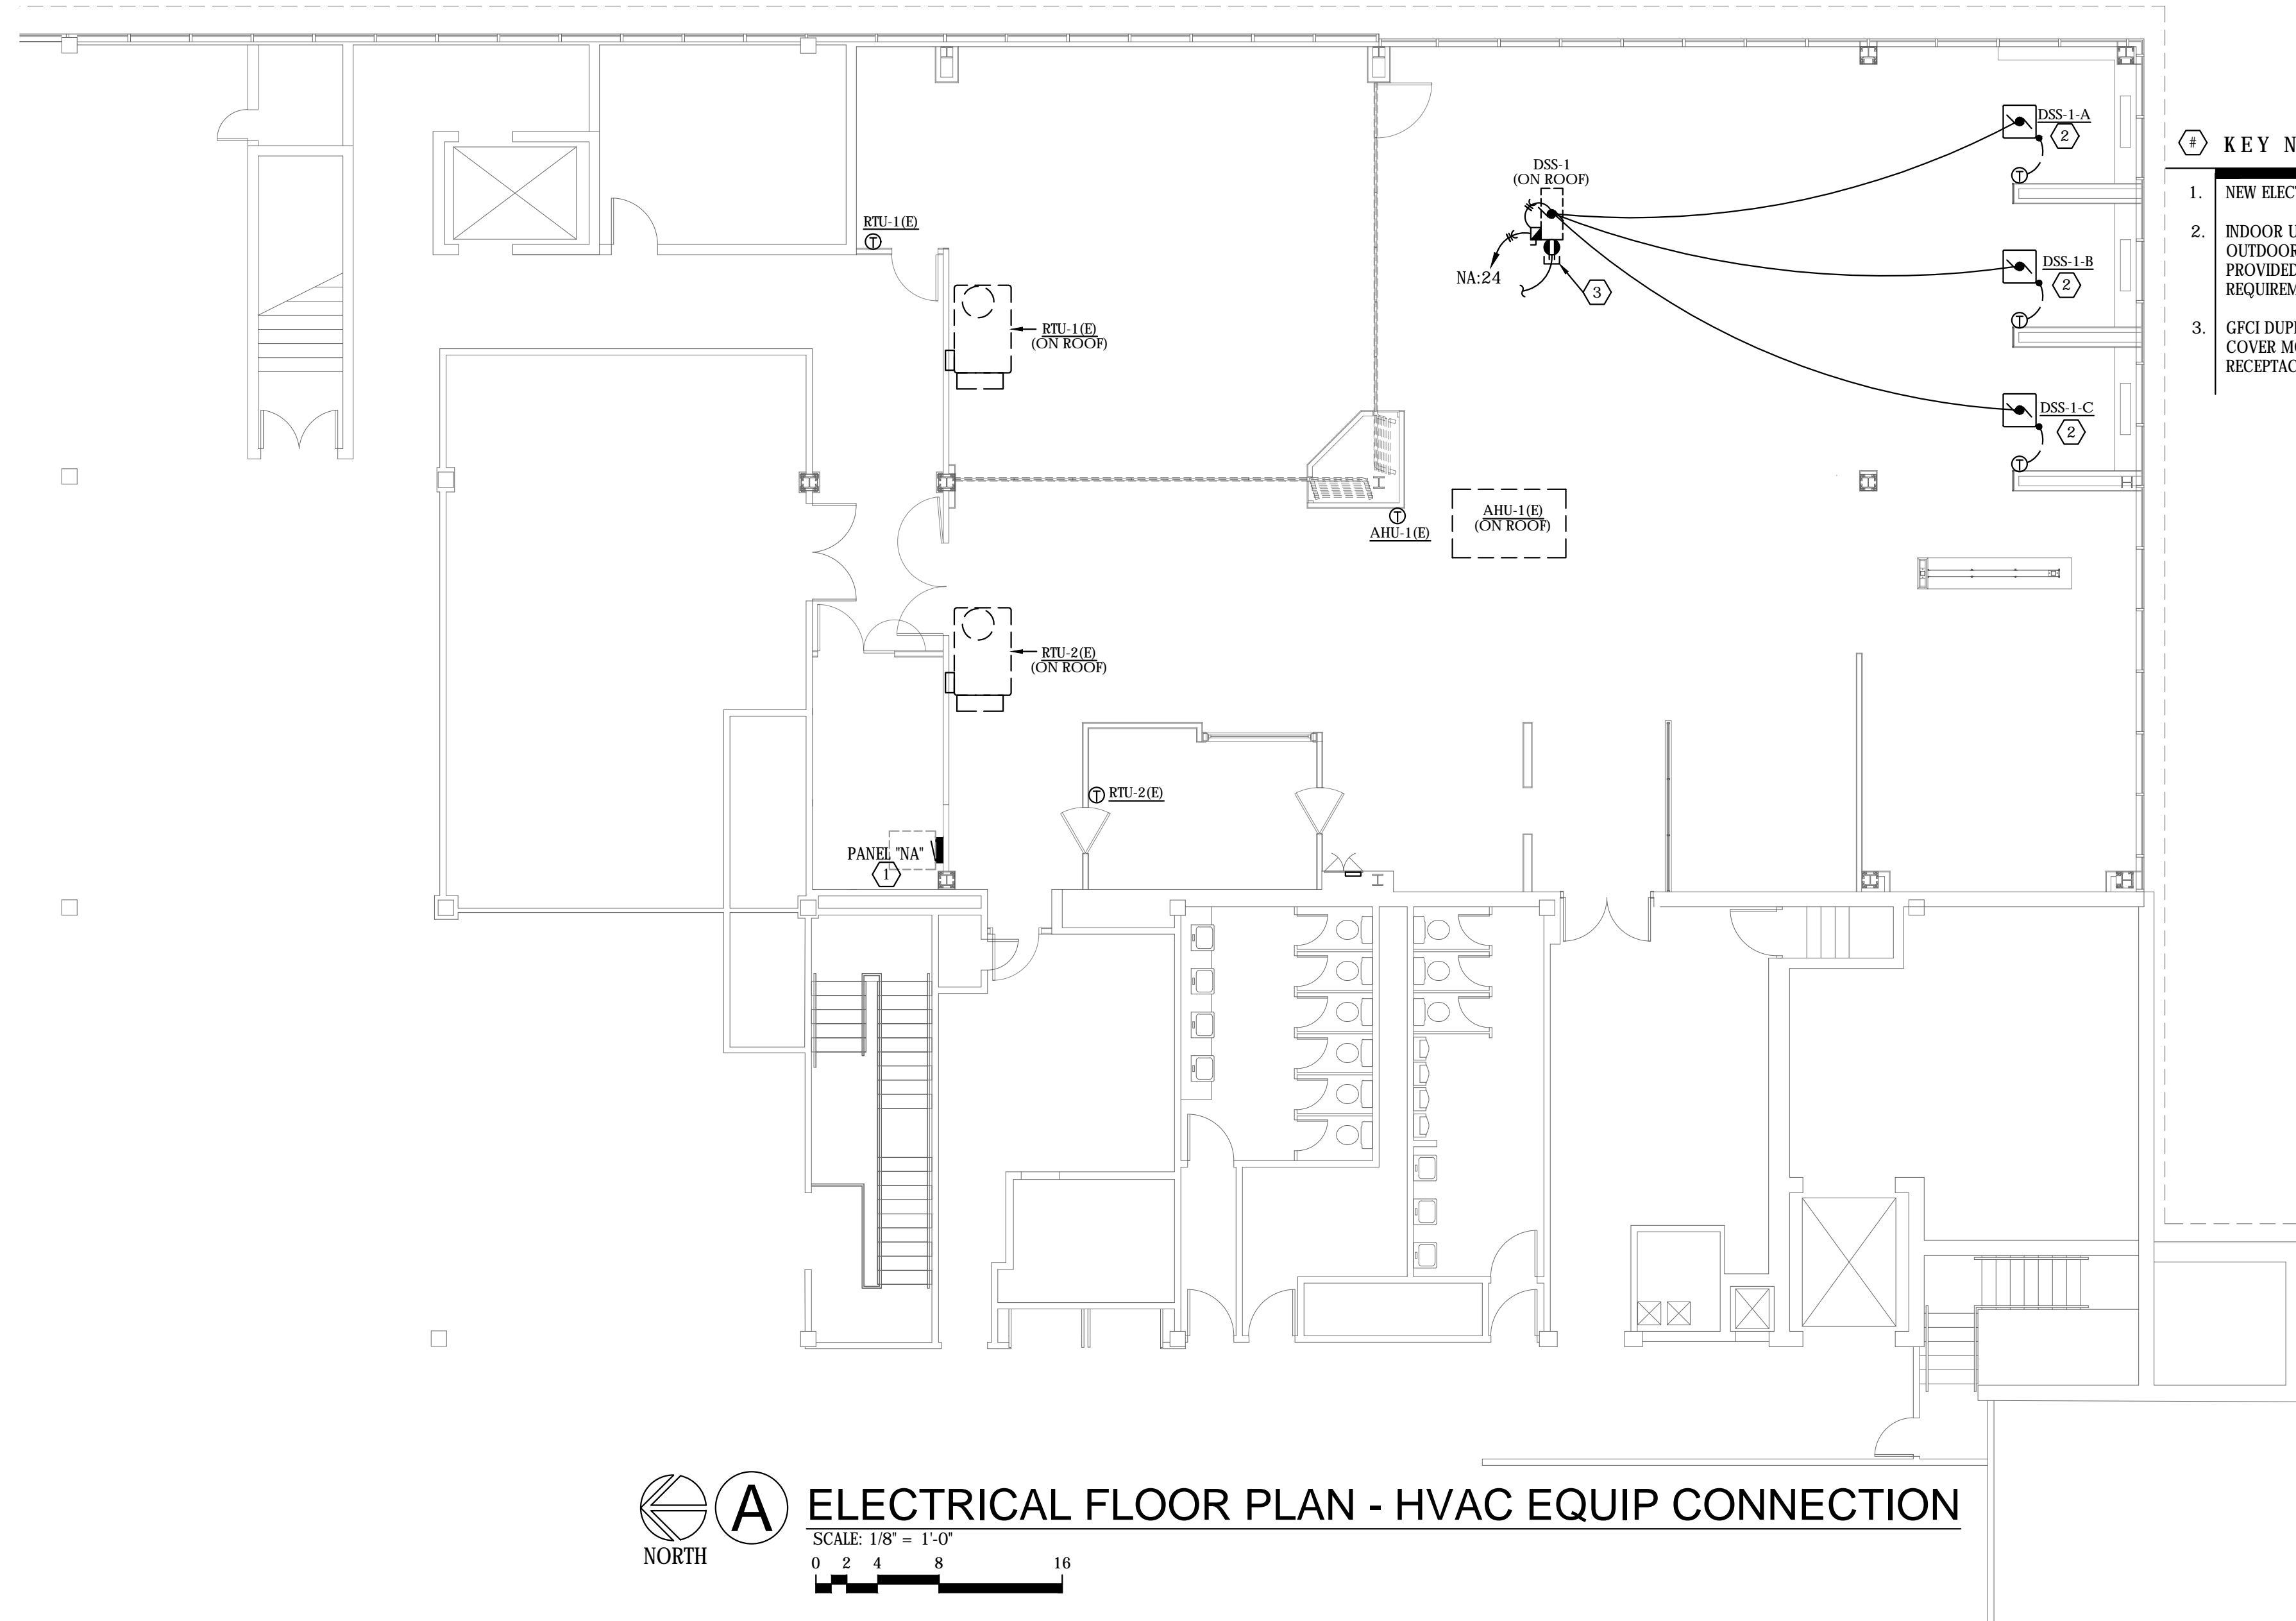 DSS-1-A
2
# KEY N
DSS-1
(ON ROOF)
T
1. NEW ELEC
RTU-1(E)
T
2. INDOOR U
OUTDOOR
PROVIDED
REQUIREM
DSS-1-B
2
NA:24
3
T
3. GFCI DUP
COVER M
RECEPTAC
RTU-1(E)
(ON ROOF)
DSS-1-C
2
T
AHU-1(E)
(ON ROOF)
T
AHU-1(E)
RTU-2(E)
(ON ROOF)
T RTU-2(E)
PANEL "NA"
1
A ELECTRICAL FLOOR PLAN - HVAC EQUIP CONNECTION
SCALE: 1/8" = 1'-0"
NORTH
0 2 4 8 16